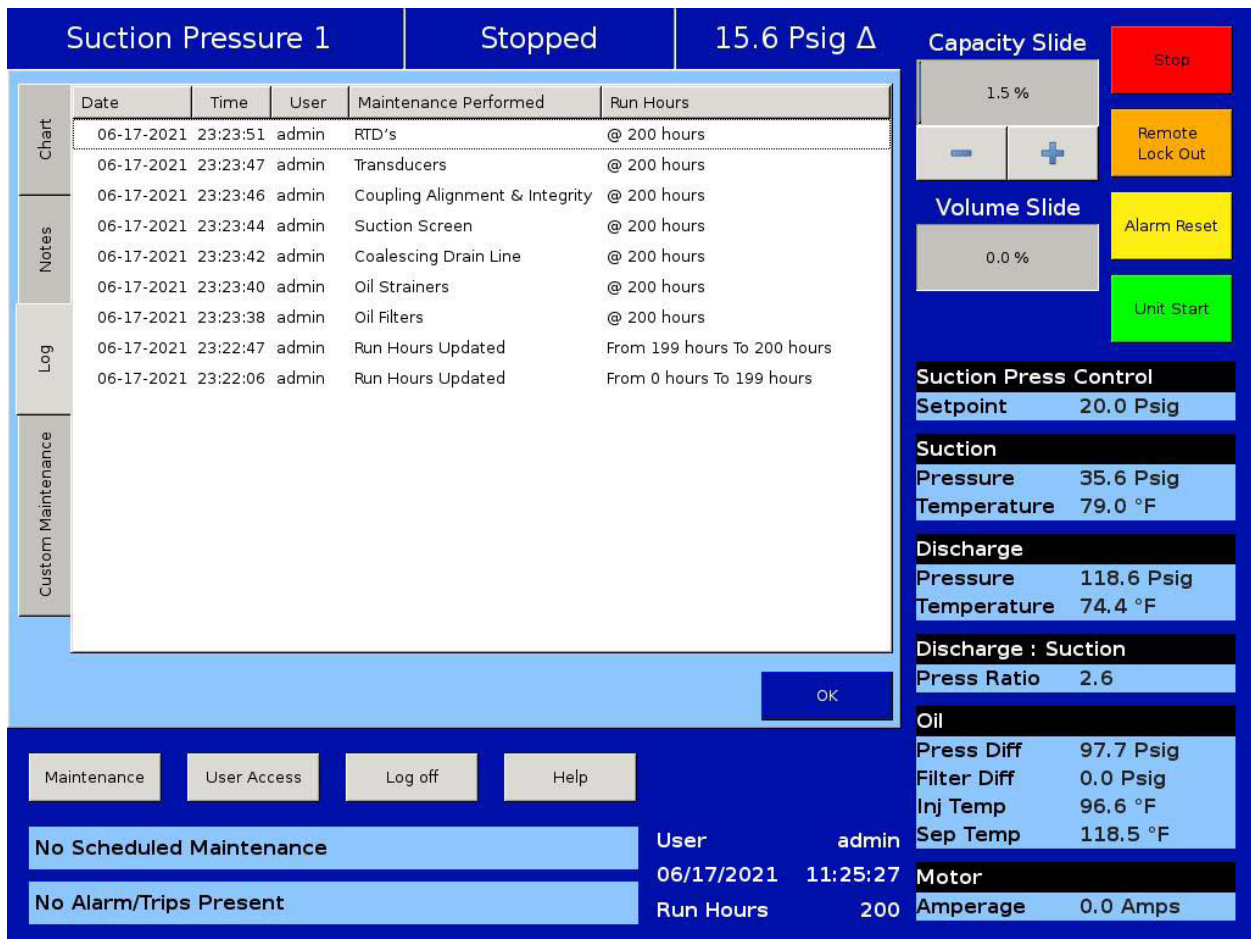 Suction Pressure 1 Stopped 15.6 Psig Δ
Chart
Notes
Log
Custom Maintenance
Date Time User Maintenance Performed Run Hours
06-17-2021 23:23:51 admin RTD's @ 200 hours
06-17-2021 23:23:47 admin Transducers @ 200 hours
06-17-2021 23:23:46 admin Coupling Alignment & Integrity @ 200 hours
06-17-2021 23:23:44 admin Suction Screen @ 200 hours
06-17-2021 23:23:42 admin Coalescing Drain Line @ 200 hours
06-17-2021 23:23:40 admin Oil Strainers @ 200 hours
06-17-2021 23:23:38 admin Oil Filters @ 200 hours
06-17-2021 23:22:47 admin Run Hours Updated From 199 hours To 200 hours
06-17-2021 23:22:06 admin Run Hours Updated From 0 hours To 199 hours
OK
Maintenance User Access Log off Help
No Scheduled Maintenance
No Alarm/Trips Present
User admin
06/17/2021 11:25:27
Run Hours 200
Capacity Slide
1.5 %
Volume Slide
0.0 %
Stop
Remote
Lock Out
Alarm Reset
Unit Start
Suction Press Control
Setpoint 20.0 Psig
Suction
Pressure 35.6 Psig
Temperature 79.0 °F
Discharge
Pressure 118.6 Psig
Temperature 74.4 °F
Discharge : Suction
Press Ratio 2.6
Oil
Press Diff 97.7 Psig
Filter Diff 0.0 Psig
Inj Temp 96.6 °F
Sep Temp 118.5 °F
Motor
Amperage 0.0 Amps